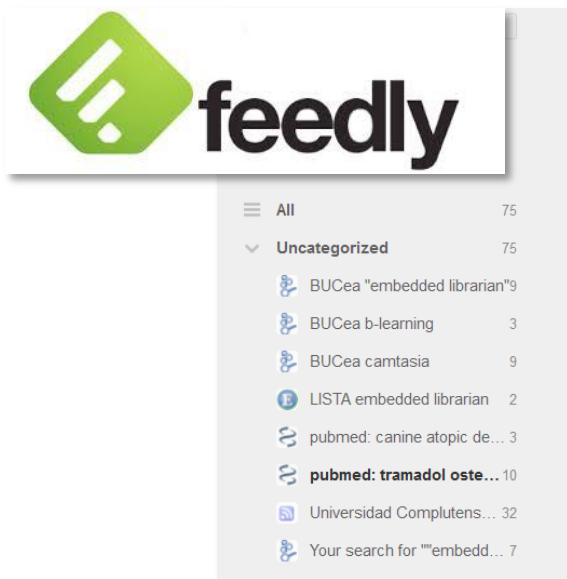 feedly
All 75
Uncategorized 75
BUCea "embedded librarian"9
BUCea b-learning 3
BUCea camtasia 9
LISTA embedded librarian 2
pubmed: canine atopic de... 3
pubmed: tramadol oste... 10
Universidad Complutens... 32
Your search for ""embedd... 7